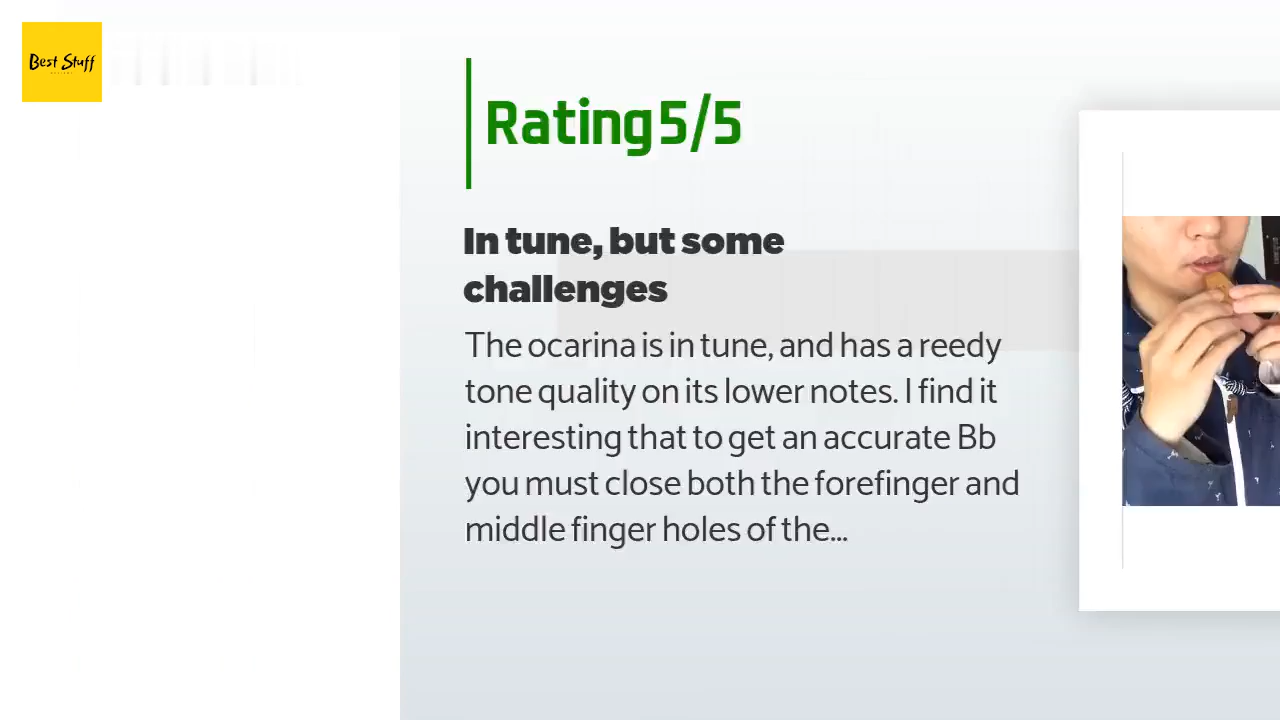 Best Stuff
Rating 5/5
In tune, but some
challenges
The ocarina is in tune, and has a reedy
tone quality on its lower notes. I find it
interesting that to get an accurate Bb
you must close both the forefinger and
middle finger holes of the...